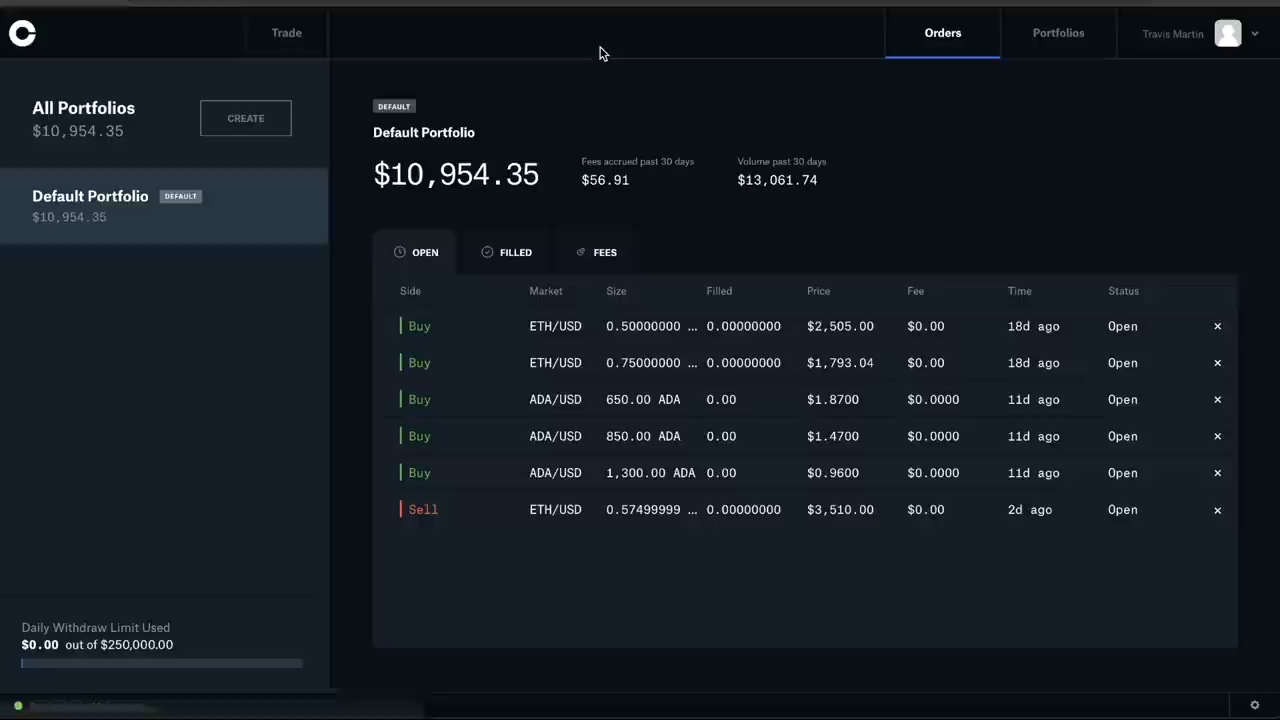 Trade
Orders
Portfolios
Travis Martin
All Portfolios
$10,954.35
CREATE
Default Portfolio DEFAULT
$10,954.35
DEFAULT
Default Portfolio
$10,954.35
Fees accrued past 30 days
$56.91
Volume past 30 days
$13,061.74
OPEN FILLED FEES
Side Market Size Filled Price Fee Time Status
Buy ETH/USD 0.50000000 ... 0.00000000 $2,505.00 $0.00 18d ago Open ×
Buy ETH/USD 0.75000000 ... 0.00000000 $1,793.04 $0.00 18d ago Open ×
Buy ADA/USD 650.00 ADA 0.00 $1.8700 $0.0000 11d ago Open ×
Buy ADA/USD 850.00 ADA 0.00 $1.4700 $0.0000 11d ago Open ×
Buy ADA/USD 1,300.00 ADA 0.00 $0.9600 $0.0000 11d ago Open ×
Sell ETH/USD 0.57499999 ... 0.00000000 $3,510.00 $0.00 2d ago Open ×
Daily Withdraw Limit Used
$0.00 out of $250,000.00